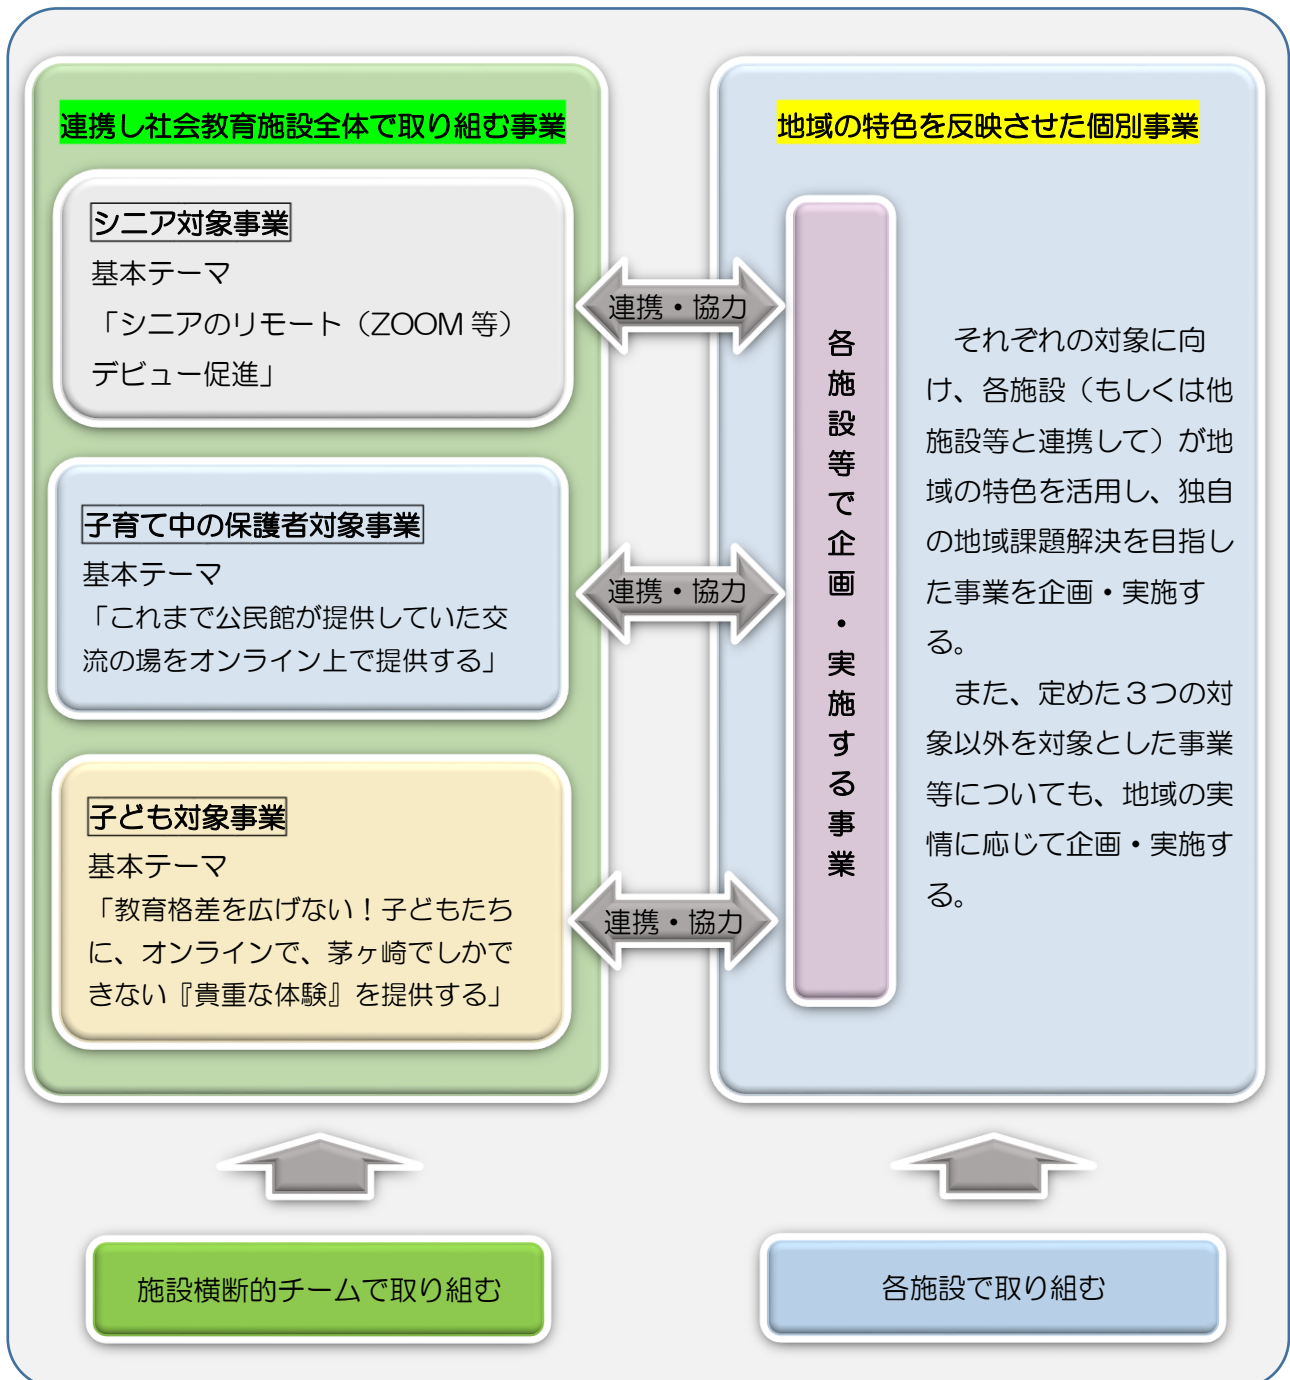 連携し社会教育施設全体で取り組む事業
シニア対象事業
基本テーマ
「シニアのリモート（ZOOM 等）
デビュー促進」
子育て中の保護者対象事業
基本テーマ
「これまで公民館が提供していた交
流の場をオンライン上で提供する」
子ども対象事業
基本テーマ
「教育格差を広げない！子どもたち
に、オンラインで、茅ヶ崎でしかで
きない『貴重な体験』を提供する」
連携・協力
連携・協力
連携・協力
地域の特色を反映させた個別事業
各施設等で企画・実施する事業
それぞれの対象に向
け、各施設（もしくは他
施設等と連携して）が地
域の特色を活用し、独自
の地域課題解決を目指し
た事業を企画・実施す
る。
また、定めた３つの対
象以外を対象とした事業
等についても、地域の実
情に応じて企画・実施す
る。
施設横断的チームで取り組む
各施設で取り組む